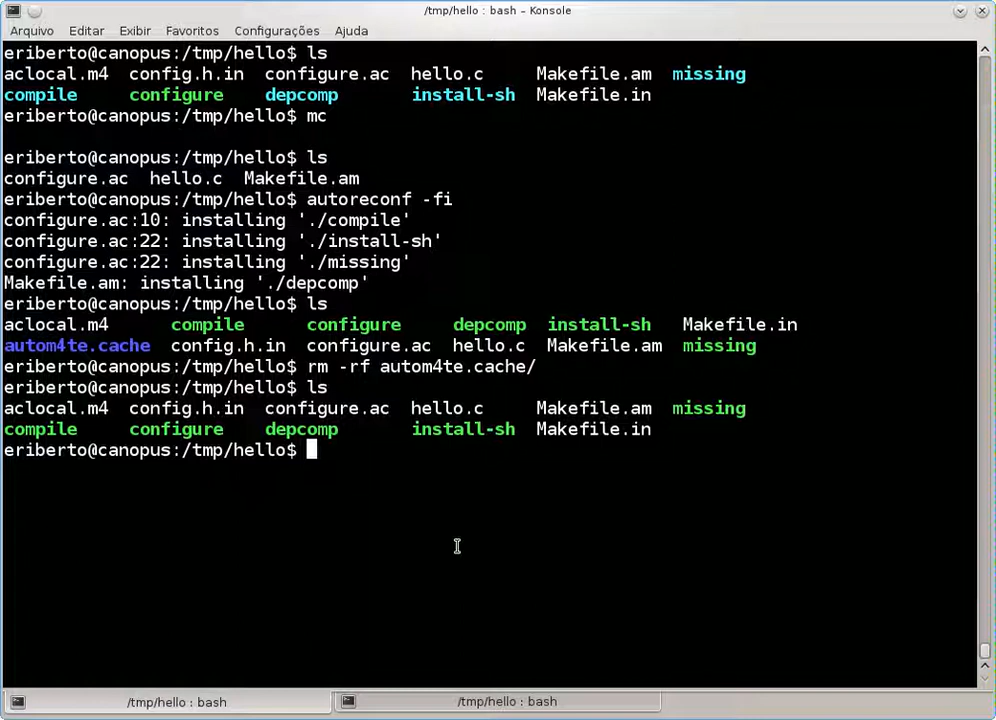 /tmp/hello : bash – Konsole
Arquivo Editar Exibir Favoritos Configurações Ajuda
eriberto@canopus:/tmp/hello$ ls
aclocal.m4 config.h.in configure.ac hello.c Makefile.am missing
compile configure depcomp install-sh Makefile.in
eriberto@canopus:/tmp/hello$ mc
eriberto@canopus:/tmp/hello$ ls
configure.ac hello.c Makefile.am
eriberto@canopus:/tmp/hello$ autoreconf -fi
configure.ac:10: installing './compile'
configure.ac:22: installing './install-sh'
configure.ac:22: installing './missing'
Makefile.am: installing './depcomp'
eriberto@canopus:/tmp/hello$ ls
aclocal.m4 compile configure depcomp install-sh Makefile.in
autom4te.cache config.h.in configure.ac hello.c Makefile.am missing
eriberto@canopus:/tmp/hello$ rm -rf autom4te.cache/
eriberto@canopus:/tmp/hello$ ls
aclocal.m4 config.h.in configure.ac hello.c Makefile.am missing
compile configure depcomp install-sh Makefile.in
eriberto@canopus:/tmp/hello$
/tmp/hello : bash /tmp/hello : bash